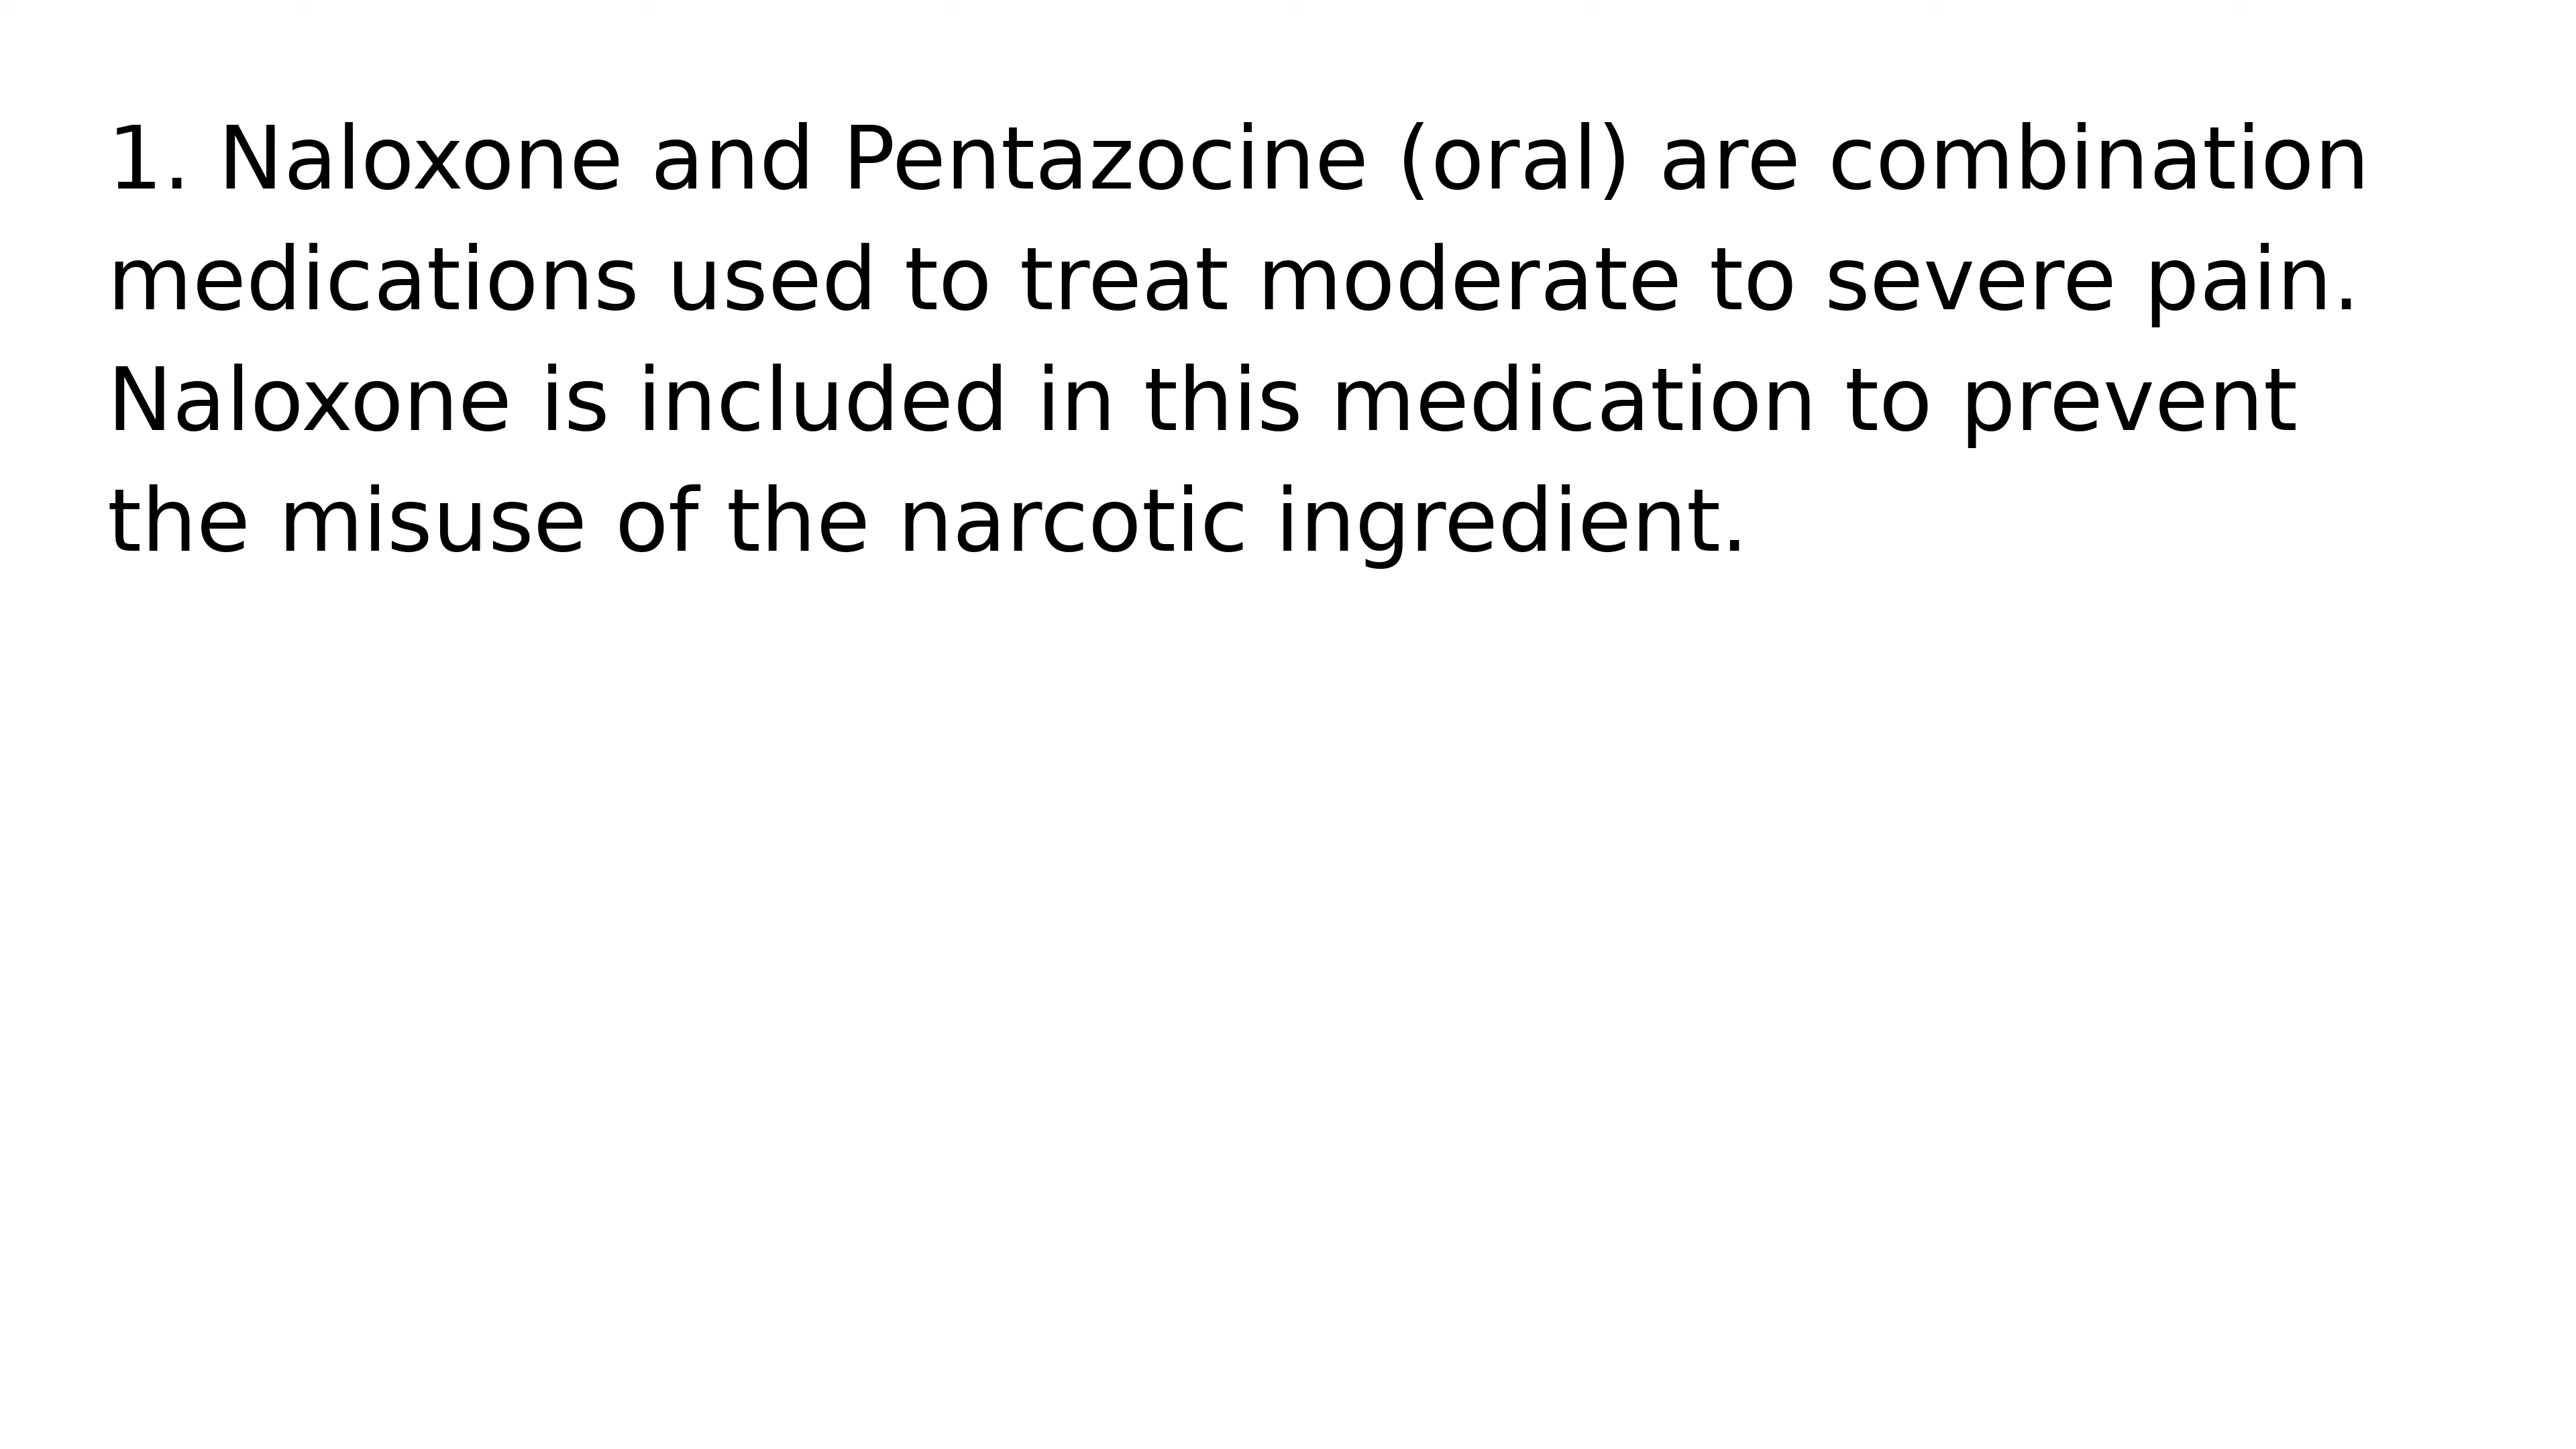 1. Naloxone and Pentazocine (oral) are combination
medications used to treat moderate to severe pain.
Naloxone is included in this medication to prevent
the misuse of the narcotic ingredient.